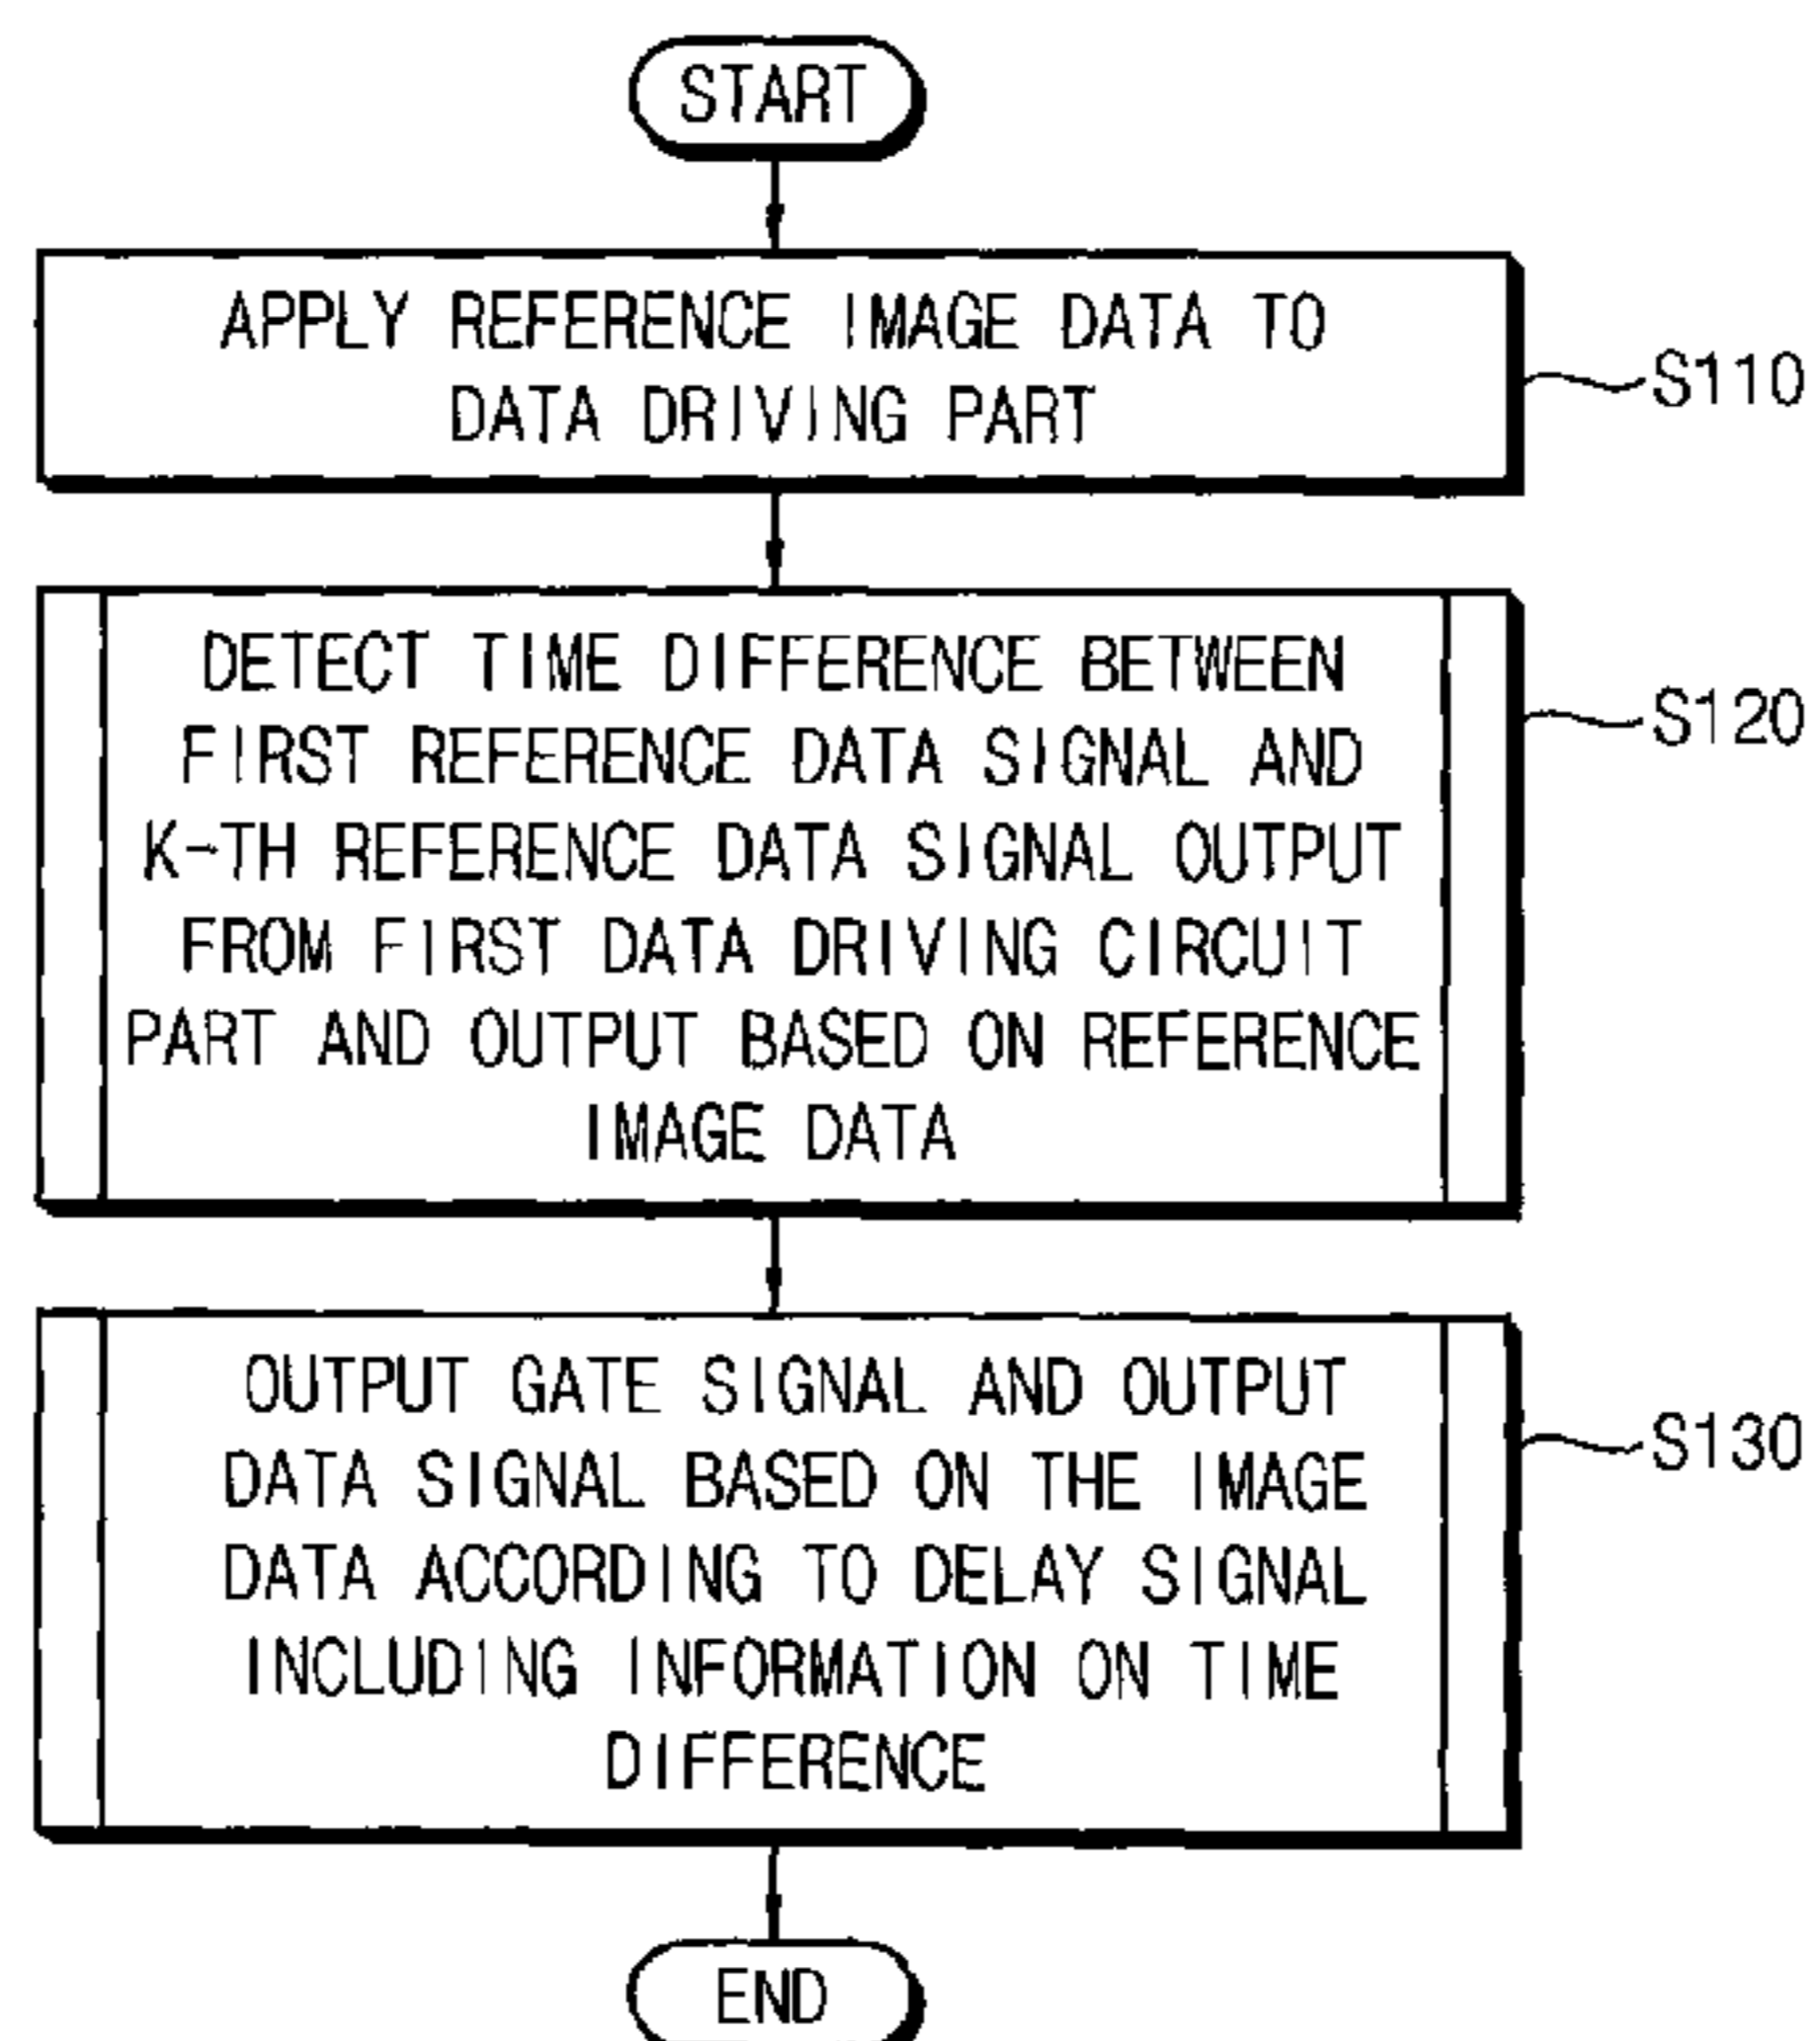 START
APPLY REFERENCE IMAGE DATA TO
DATA DRIVING PART
S110
DETECT TIME DIFFERENCE BETWEEN
FIRST REFERENCE DATA SIGNAL AND
K-TH REFERENCE DATA SIGNAL OUTPUT
FROM FIRST DATA DRIVING CIRCUIT
PART AND OUTPUT BASED ON REFERENCE
IMAGE DATA
S120
OUTPUT GATE SIGNAL AND OUTPUT
DATA SIGNAL BASED ON THE IMAGE
DATA ACCORDING TO DELAY SIGNAL
INCLUDING INFORMATION ON TIME
DIFFERENCE
S130
END